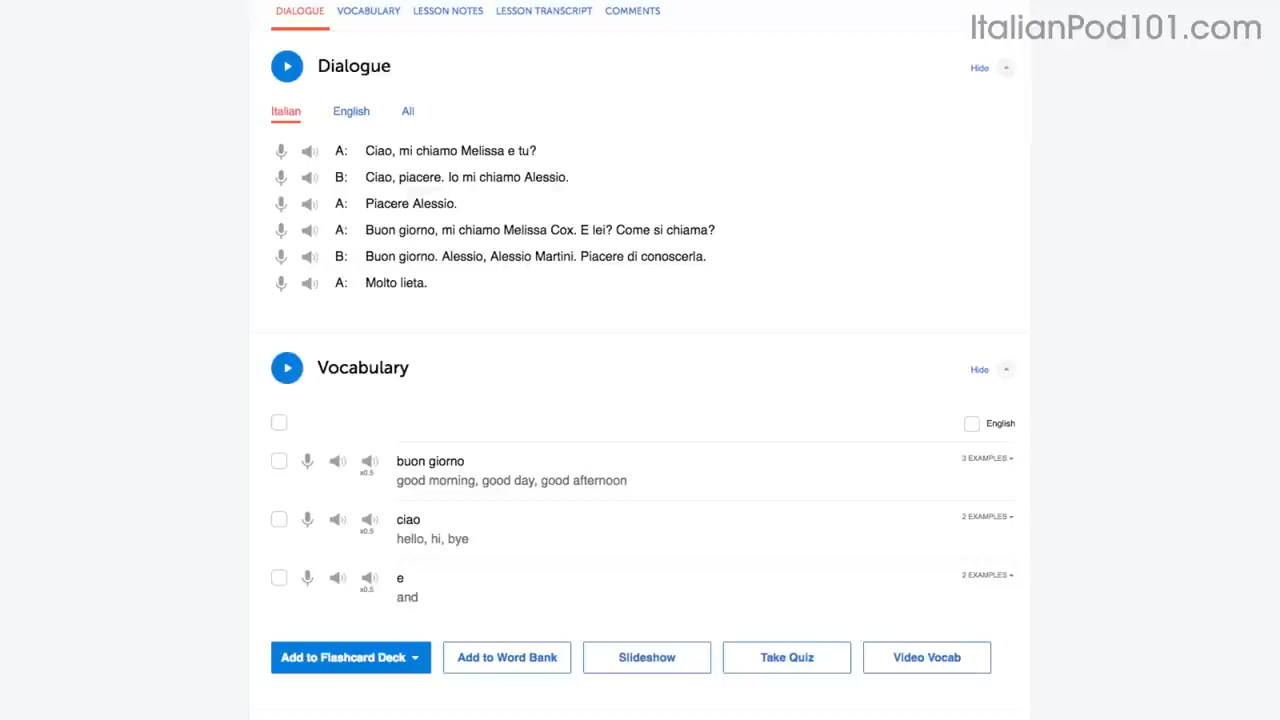 DIALOGUE VOCABULARY LESSON NOTES LESSON TRANSCRIPT COMMENTS
ItalianPod101.com
Dialogue
Hide
Italian English All
A: Ciao, mi chiamo Melissa e tu?
B: Ciao, piacere. Io mi chiamo Alessio.
A: Piacere Alessio.
A: Buon giorno, mi chiamo Melissa Cox. E lei? Come si chiama?
B: Buon giorno. Alessio, Alessio Martini. Piacere di conoscerla.
A: Molto lieta.
Vocabulary
Hide
English
buon giorno
3 EXAMPLES
x0.5
good morning, good day, good afternoon
ciao
2 EXAMPLES
x0.5
hello, hi, bye
e
2 EXAMPLES
x0.5
and
Add to Flashcard Deck Add to Word Bank Slideshow Take Quiz Video Vocab